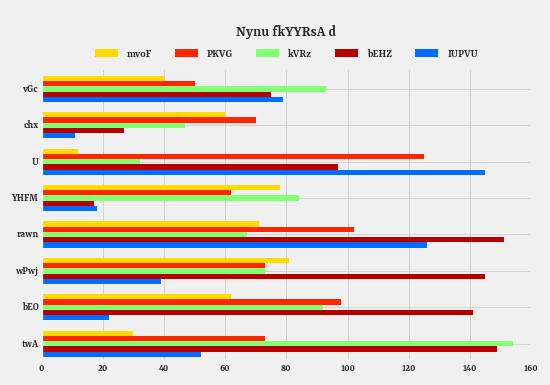 Nynu fkYYRsA d
mvoF PKVG kVRz bEHZ IUPVU
vGc
chx
U
YHFM
rawn
wPwj
bEO
twA
0 20 40 60 80 100 120 140 160